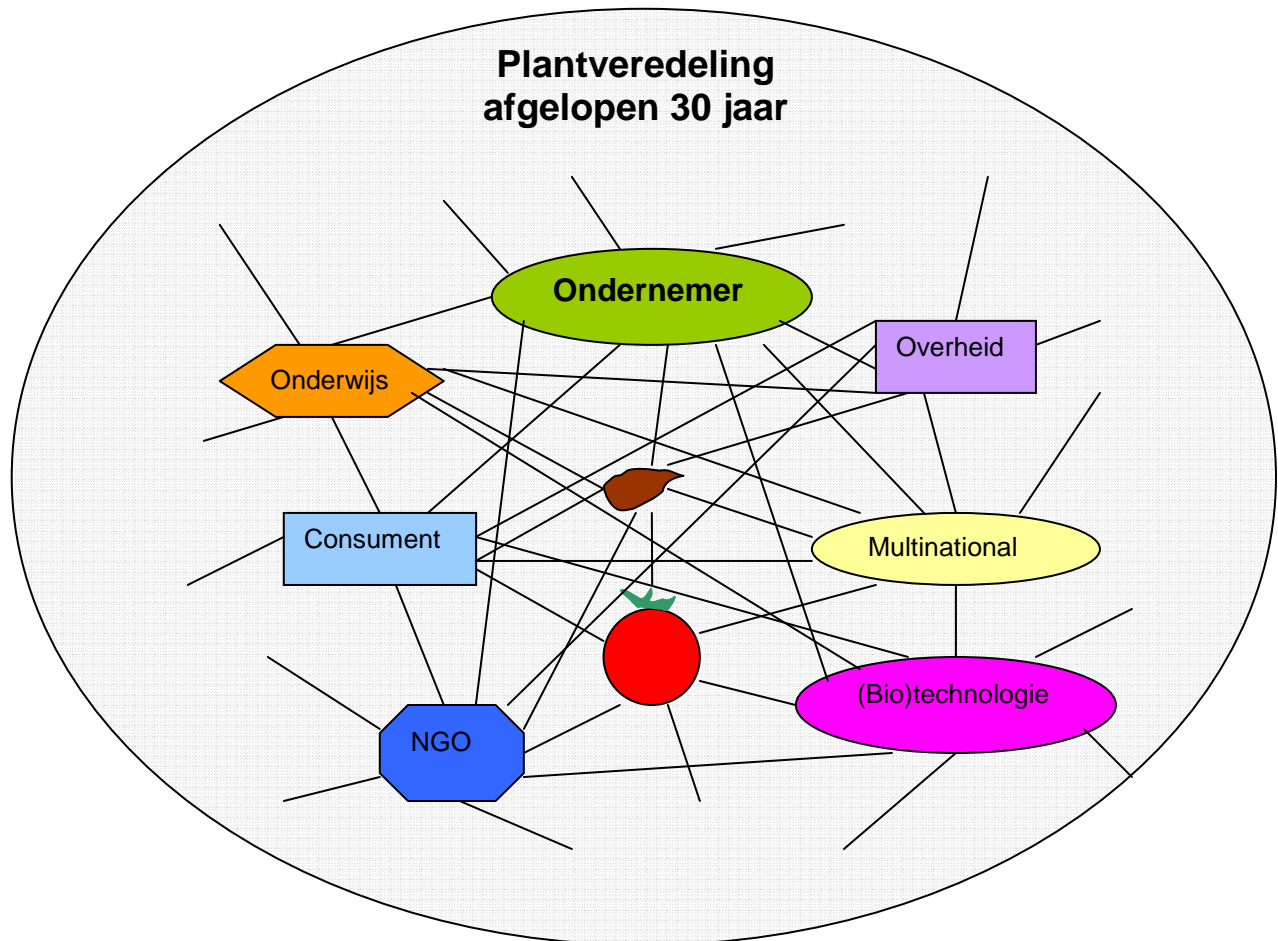 Plantveredeling
afgelopen 30 jaar
Ondernemer
Overheid
Onderwijs
Consument
Multinational
(Bio)technologie
NGO